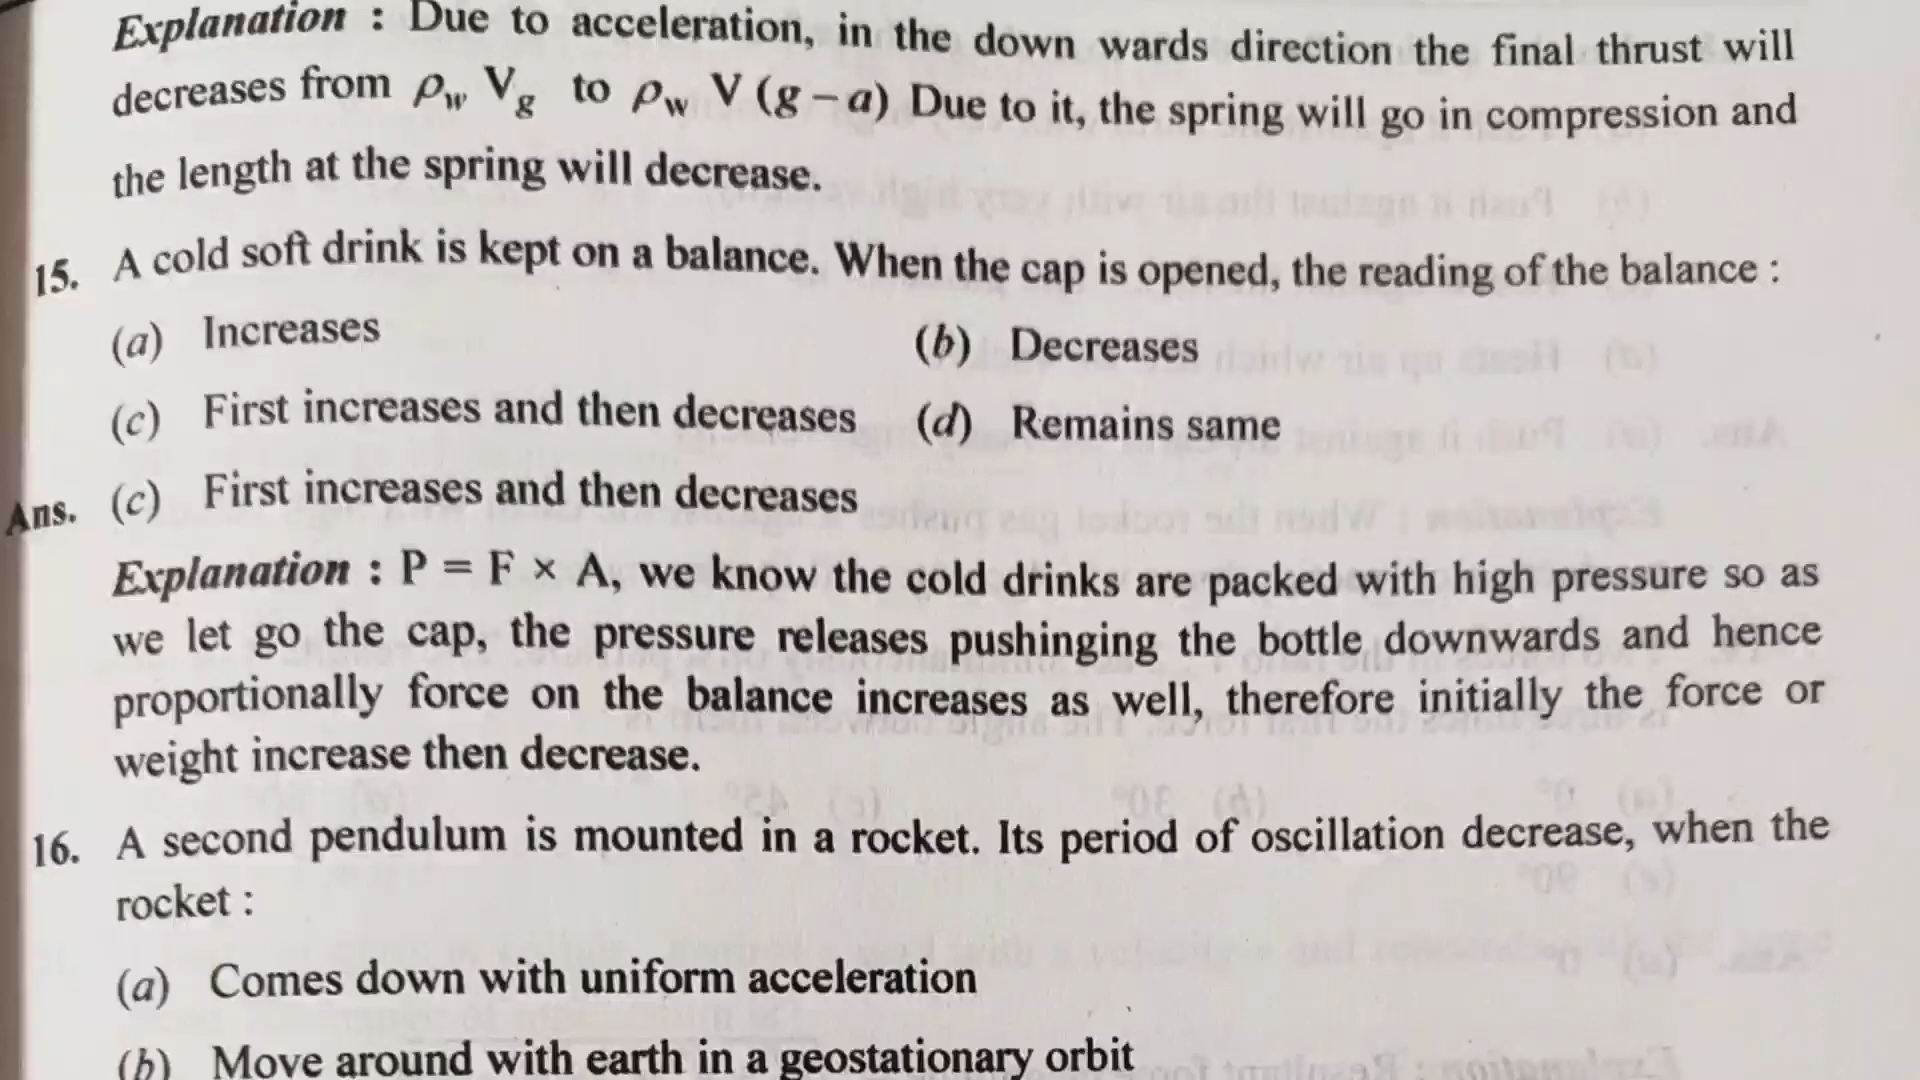 Explanation : Due to acceleration, in the down wards direction the final thrust will
decreases from ρw Vg to ρw V (g – a) Due to it, the spring will go in compression and
the length at the spring will decrease.
15. A cold soft drink is kept on a balance. When the cap is opened, the reading of the balance :
(a) Increases (b) Decreases
(c) First increases and then decreases (d) Remains same
Ans. (c) First increases and then decreases
Explanation : P = F × A, we know the cold drinks are packed with high pressure so as
we let go the cap, the pressure releases pushinging the bottle downwards and hence
proportionally force on the balance increases as well, therefore initially the force or
weight increase then decrease.
16. A second pendulum is mounted in a rocket. Its period of oscillation decrease, when the
rocket :
(a) Comes down with uniform acceleration
(b) Move around with earth in a geostationary orbit